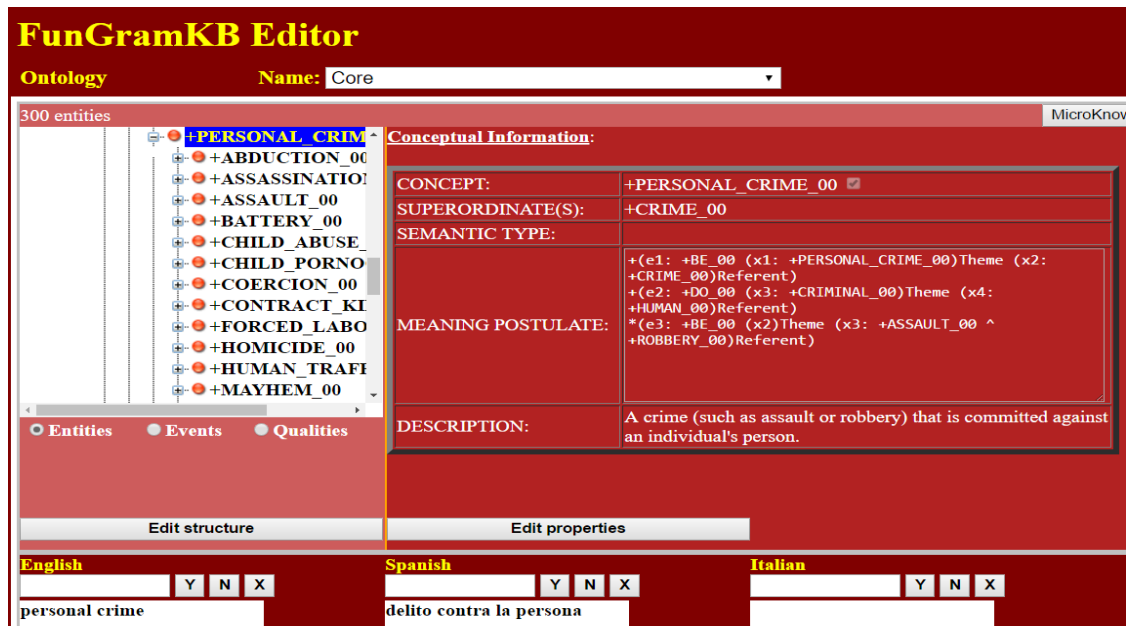 FunGramKB Editor
Ontology Name: Core
300 entities
MicroKnow
+PERSONAL_CRIM
+ABDUCTION_00
+ASSASSINATIO
+ASSAULT_00
+BATTERY_00
+CHILD_ABUSE_
+CHILD_PORNO
+COERCION_00
+CONTRACT_KI
+FORCED_LABO
+HOMICIDE_00
+HUMAN_TRAFF
+MAYHEM_00
Entities Events Qualities
Edit structure
Conceptual Information:
CONCEPT: +PERSONAL_CRIME_00
SUPERORDINATE(S): +CRIME_00
SEMANTIC TYPE:
MEANING POSTULATE:
+(e1: +BE_00 (x1: +PERSONAL_CRIME_00)Theme (x2:
+CRIME_00)Referent)
+(e2: +DO_00 (x3: +CRIMINAL_00)Theme (x4:
+HUMAN_00)Referent)
*(e3: +BE_00 (x2)Theme (x3: +ASSAULT_00 ^
+ROBBERY_00)Referent)
DESCRIPTION:
A crime (such as assault or robbery) that is committed against
an individual's person.
Edit properties
English
Y N X
personal crime
Spanish
Y N X
delito contra la persona
Italian
Y N X